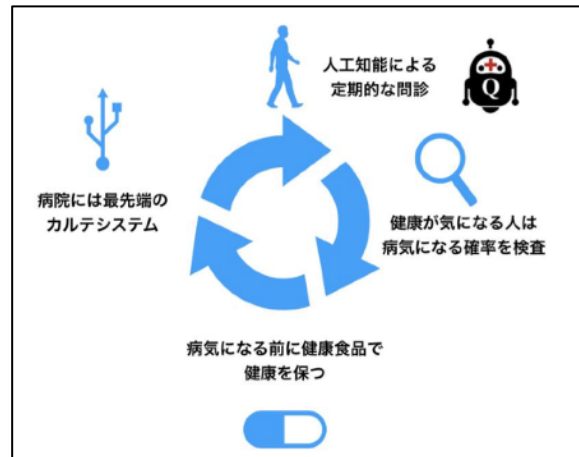 人工知能による
定期的な問診
Q
健康が気になる人は
病気になる確率を検査
病気になる前に健康食品で
健康を保つ
病院には最先端の
カルテシステム